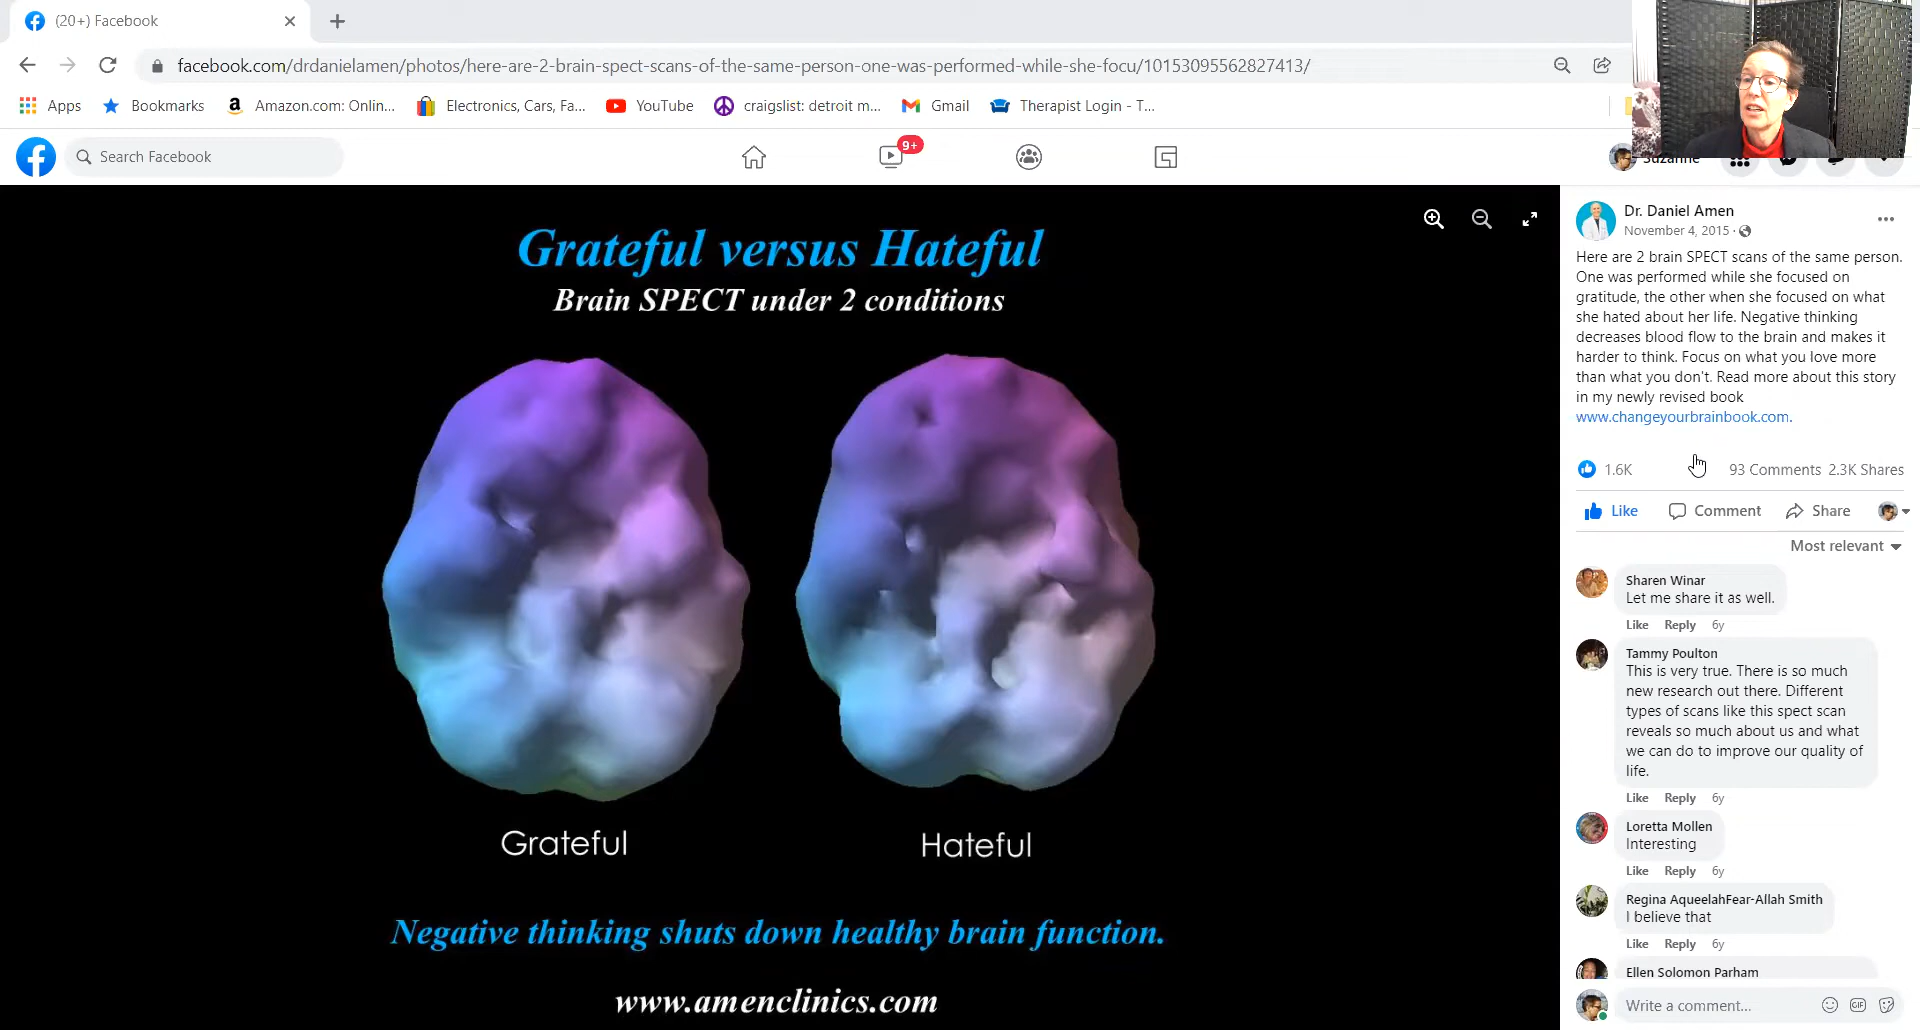 (20+) Facebook
facebook.com/drdanielamen/photos/here-are-2-brain-spect-scans-of-the-same-person-one-was-performed-while-she-focu/10153095562827413/
Apps Bookmarks Amazon.com: Onlin... Electronics, Cars, Fa... YouTube craigslist: detroit m... Gmail Therapist Login - T...
Search Facebook
9+
Suzanne
Grateful versus Hateful
Brain SPECT under 2 conditions
Grateful
Hateful
Negative thinking shuts down healthy brain function.
www.amenclinics.com
Dr. Daniel Amen
November 4, 2015 ·
Here are 2 brain SPECT scans of the same person.
One was performed while she focused on
gratitude, the other when she focused on what
she hated about her life. Negative thinking
decreases blood flow to the brain and makes it
harder to think. Focus on what you love more
than what you don't. Read more about this story
in my newly revised book
www.changeyourbrainbook.com.
1.6K 93 Comments 2.3K Shares
Like Comment Share
Most relevant
Sharen Winar
Let me share it as well.
Like Reply 6y
Tammy Poulton
This is very true. There is so much
new research out there. Different
types of scans like this spect scan
reveals so much about us and what
we can do to improve our quality of
life.
Like Reply 6y
Loretta Mollen
Interesting
Like Reply 6y
Regina AqueelahFear-Allah Smith
I believe that
Like Reply 6y
Ellen Solomon Parham
Write a comment...
GIF